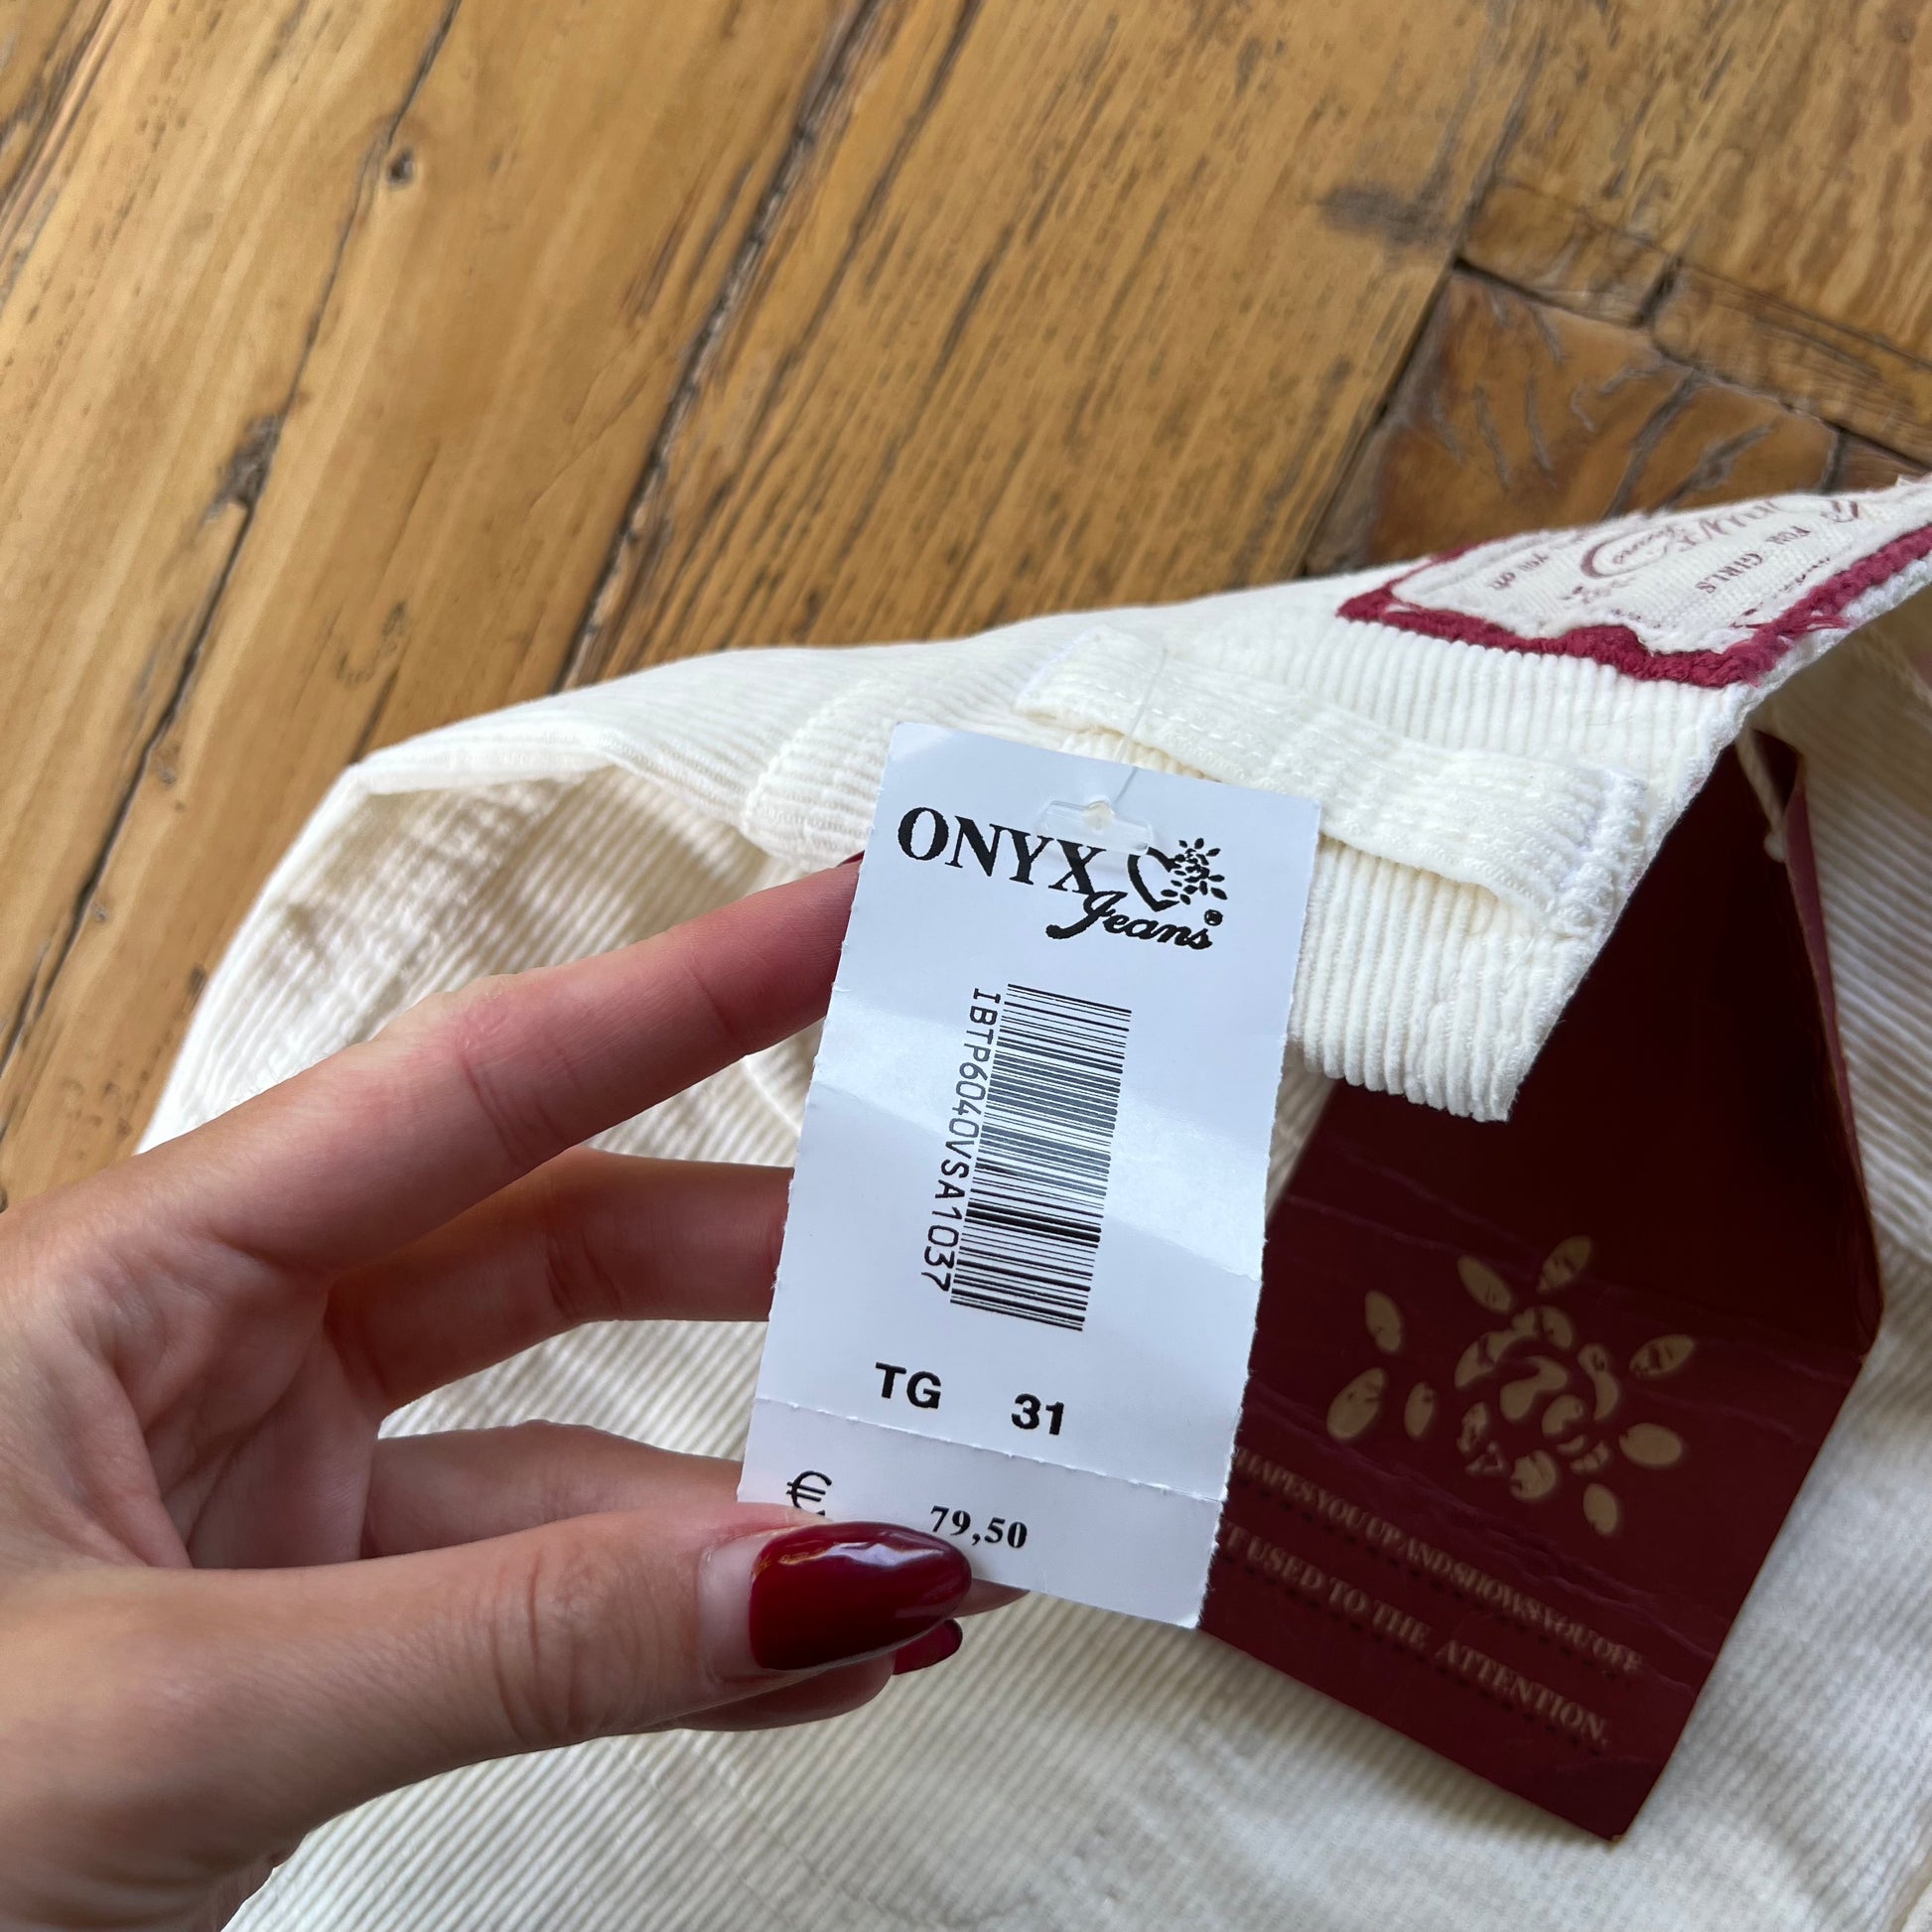 ONYX
Jeans®
IBTP6040VSA1037
TG 31
€ 79,50
FOR GIRLS
SHAPES YOU UP AND SHOWS YOU OFF
USED TO THE ATTENTION.